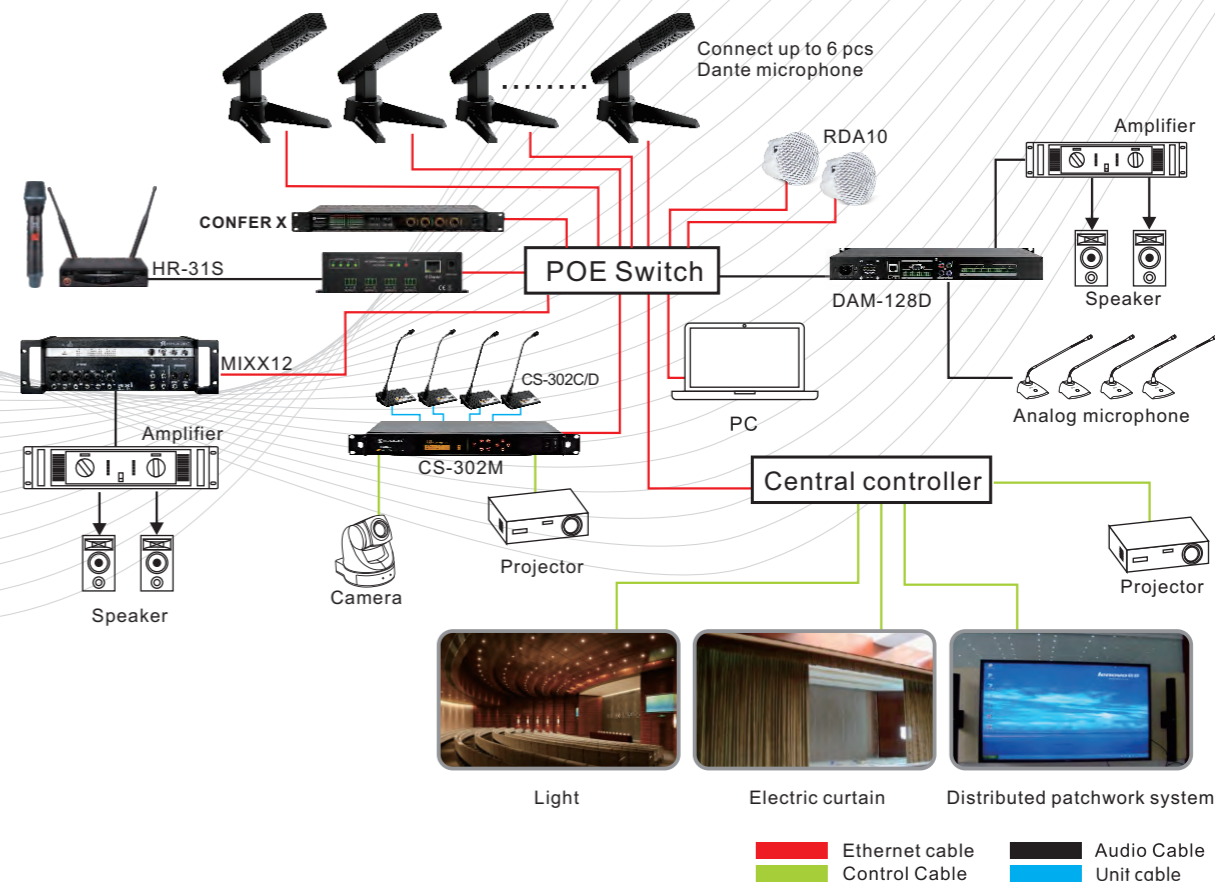 Connect up to 6 pcs
Dante microphone
RDA10
Amplifier
CONFER X
HR-31S
POE Switch
DAM-128D
Speaker
MIXX12
CS-302C/D
PC
Analog microphone
Amplifier
CS-302M
Central controller
Projector
Camera
Projector
Speaker
Light
Electric curtain
Distributed patchwork system
Ethernet cable
Audio Cable
Control Cable
Unit cable